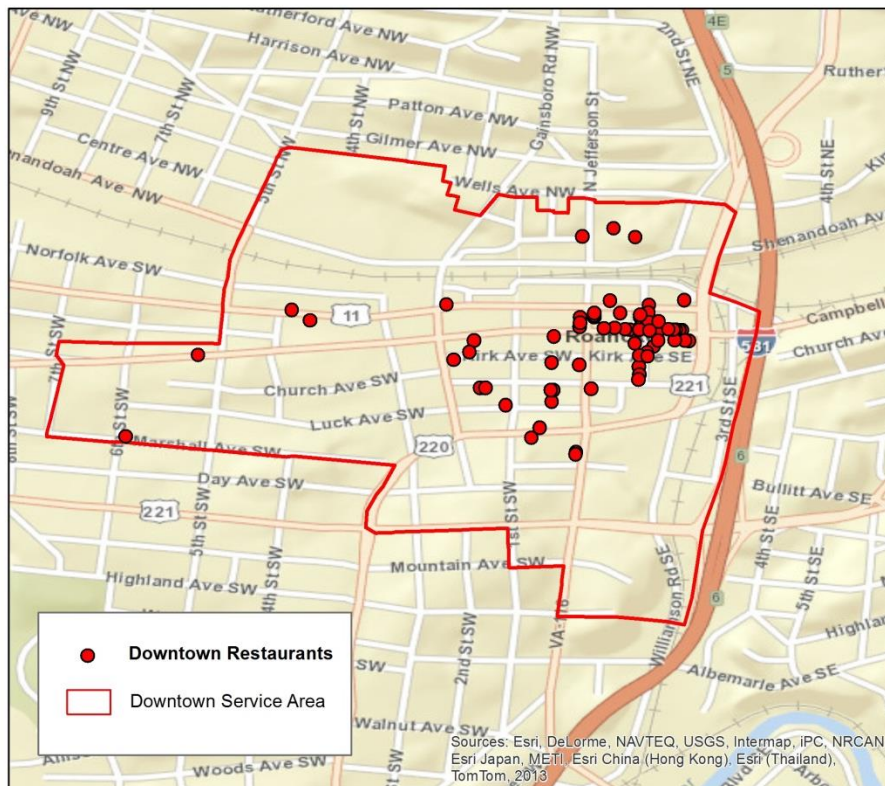 Rutherford Ave NW
Harrison Ave NW
4E
2nd St NE
5
9th St NW
7th St NW
4th St NW
Patton Ave NW
Gainsboro Rd NW
N Jefferson St
Centre Ave NW
Gilmer Ave NW
4th St NE
Ave NW
5th St NW
Wells Ave NW
Shenandoah Av
Norfolk Ave SW
11
Campbell
581
Kirk Ave SW
Kirk Ave SE
Church Ave
7th St SW
Church Ave SW
221
3rd St SE
Luck Ave SW
6th St SW
Marshall Ave SW
220
6
Day Ave SW
Bullitt Ave SE
221
5th St SW
1st St SW
4th St SE
Mountain Ave SW
Highland Ave SW
4th St SW
5th St SE
6
VA-116
Williamson Rd SE
Highland
Downtown Restaurants
SW
2nd St SW
Albemarle Ave SE
Downtown Service Area
Walnut Ave SW
Woods Ave SW
Sources: Esri, DeLorme, NAVTEQ, USGS, Intermap, iPC, NRCAN
Esri Japan, METI, Esri China (Hong Kong), Esri (Thailand),
TomTom, 2013